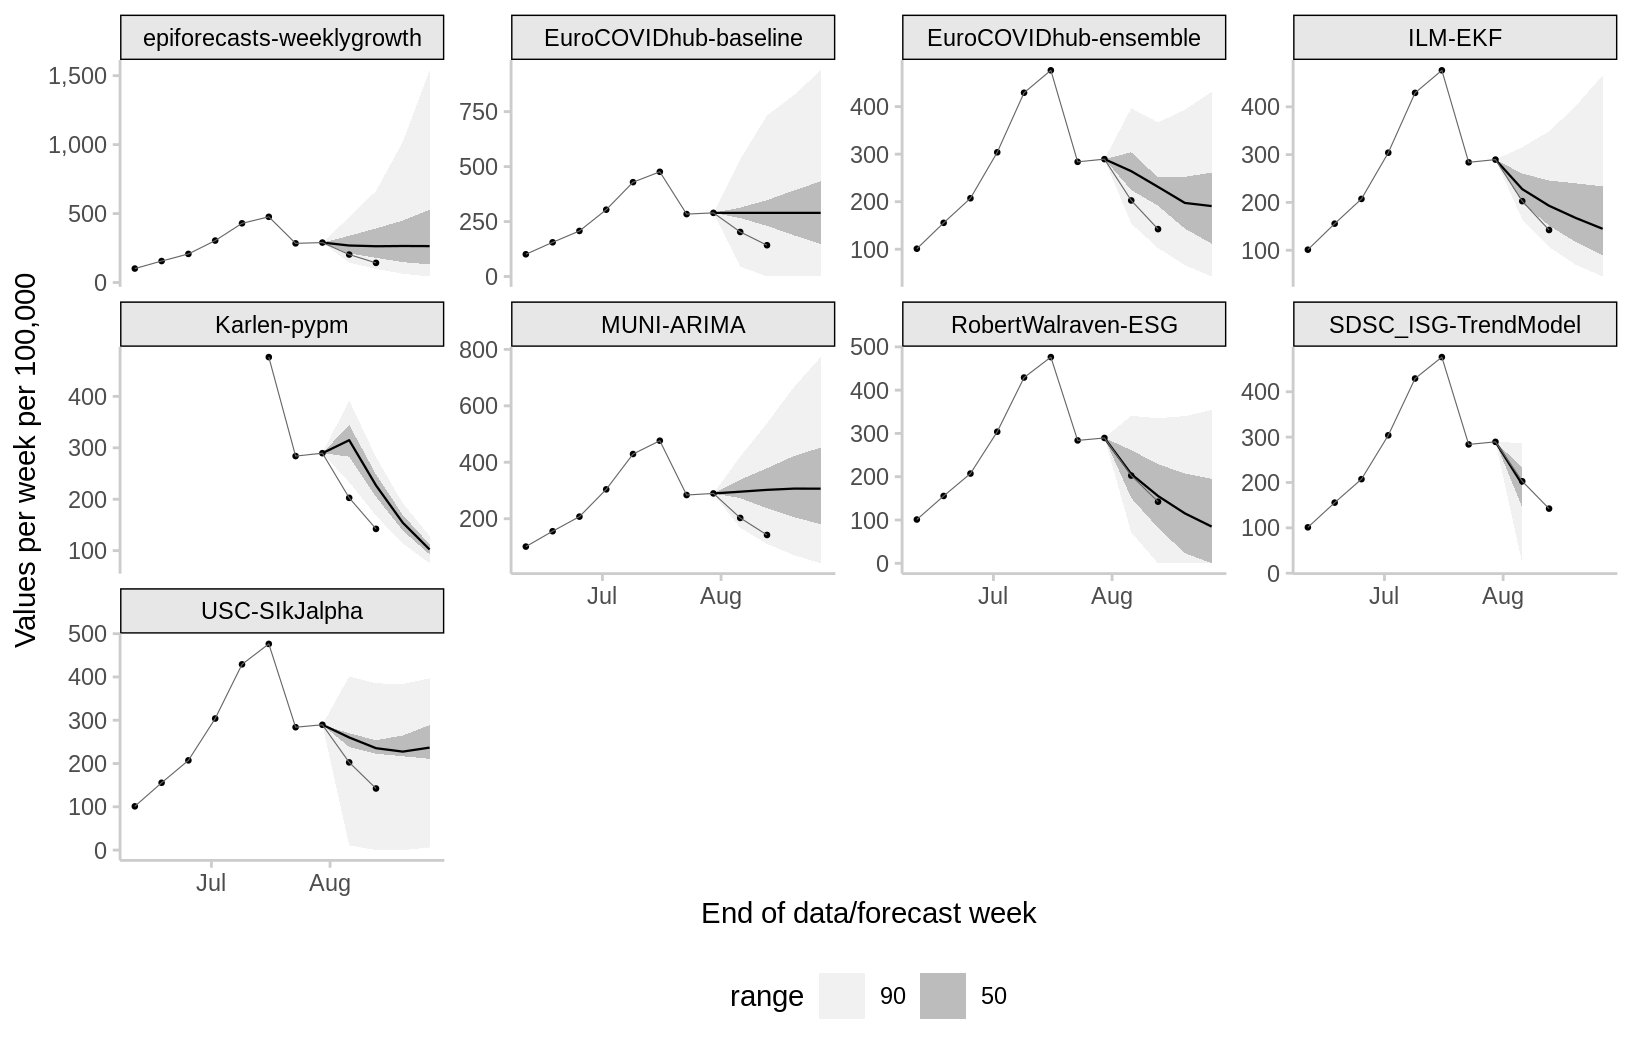 epiforecasts-weeklygrowth
EuroCOVIDhub-baseline
EuroCOVIDhub-ensemble
ILM-EKF
1,500
1,000
500
0
750
500
250
0
400
300
200
100
400
300
200
100
Karlen-pypm
MUNI-ARIMA
RobertWalraven-ESG
SDSC_ISG-TrendModel
400
300
200
100
800
600
400
200
Jul Aug
500
400
300
200
100
0
Jul Aug
400
300
200
100
0
Jul Aug
USC-SIkJalpha
500
400
300
200
100
0
Jul Aug
Values per week per 100,000
End of data/forecast week
range 90 50